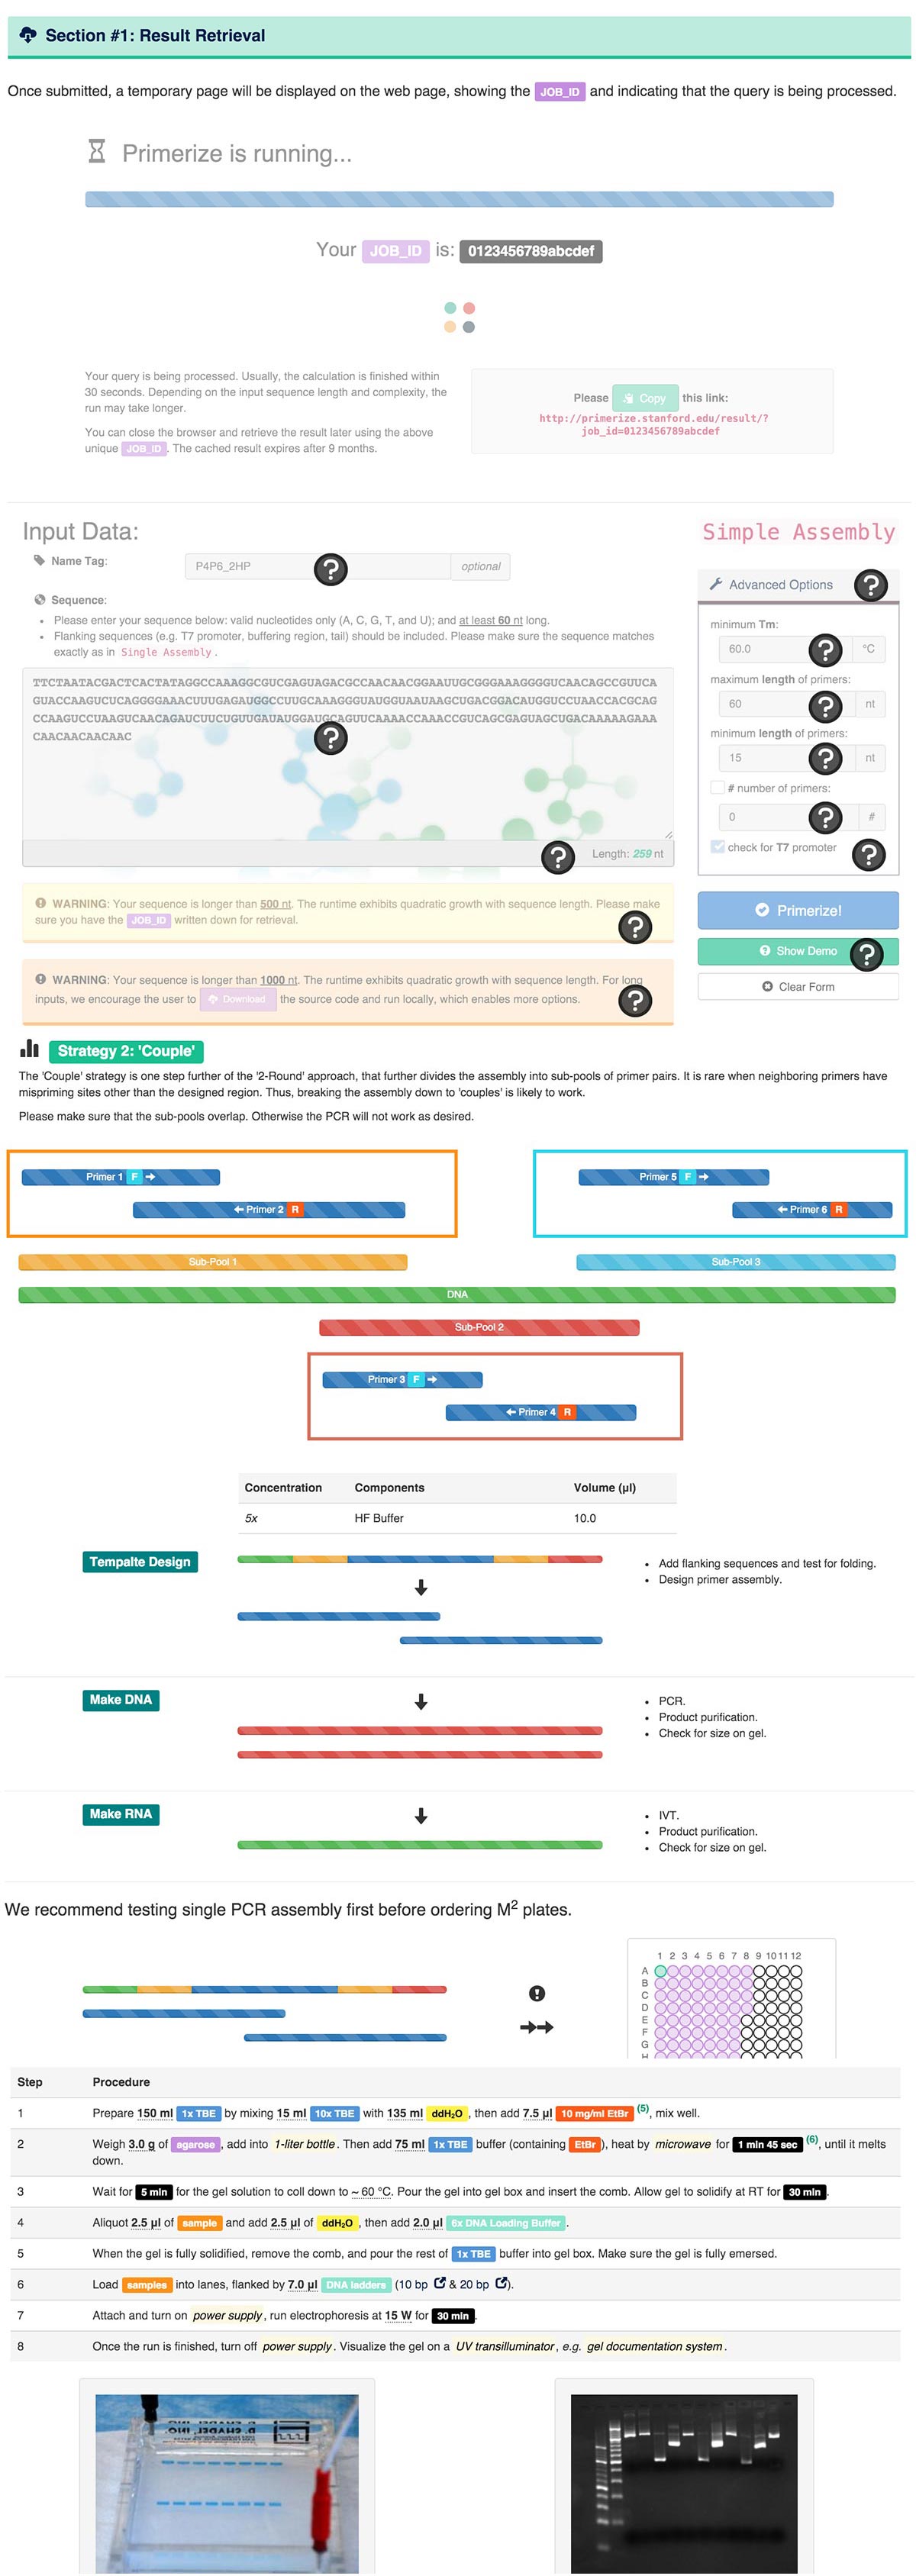 Section #1: Result Retrieval
Once submitted, a temporary page will be displayed on the web page, showing the JOB_ID and indicating that the query is being processed.
Primerize is running...
Your JOB_ID is: 0123456789abcdef
Your query is being processed. Usually, the calculation is finished within
30 seconds. Depending on the input sequence length and complexity, the
run may take longer.
You can close the browser and retrieve the result later using the above
unique JOB_ID. The cached result expires after 9 months.
Please Copy this link:
http://primerize.stanford.edu/result/?
job_id=0123456789abcdef
Input Data:
Name Tag:
P4P6_2HP
?
optional
Sequence:
Please enter your sequence below: valid nucleotides only (A, C, G, T, and U); and at least 60 nt long.
Flanking sequences (e.g. T7 promoter, buffering region, tail) should be included. Please make sure the sequence matches
exactly as in Simple Assembly.
TTCTAATACGACTCACTATAGGCCAAAGGCGUCGAGUAGACGCCAACAACGGAAUUGCGGGAAAGGGGUCAACAGCCGUUCA
GUACCAAGUCUCAGGGGAAACUUUGAGAUGGCCUUGCAAAGGGUAUGGUAAUAAGCUGACGGACAUGGUCCUAACCACGCAG
CCAAGUCCUAAGUCAACAGAUCUUCUGUUGAUAUGGAUGCAGUUCAAAACCAAACCGUCAGCGAGUAGCUGACAAAAAGAAA
CAACAACAACAAC
?
?
Length: 259 nt
WARNING: Your sequence is longer than 500 nt. The runtime exhibits quadratic growth with sequence length. Please make
sure you have the JOB_ID written down for retrieval.
?
WARNING: Your sequence is longer than 1000 nt. The runtime exhibits quadratic growth with sequence length. For long
inputs, we encourage the user to Download the source code and run locally, which enables more options.
?
Simple Assembly
Advanced Options ?
minimum Tm:
60.0 ? °C
maximum length of primers:
60 ? nt
minimum length of primers:
15 ? nt
# number of primers:
0 ? #
check for T7 promoter ?
Primerize!
Show Demo ?
Clear Form
Strategy 2: 'Couple'
The 'Couple' strategy is one step further of the '2-Round' approach, that further divides the assembly into sub-pools of primer pairs. It is rare when neighboring primers have
mispriming sites other than the designed region. Thus, breaking the assembly down to 'couples' is likely to work.
Please make sure that the sub-pools overlap. Otherwise the PCR will not work as desired.
Primer 1 F →
Primer 5 F →
← Primer 2 R
← Primer 6 R
Sub-Pool 1
Sub-Pool 3
DNA
Sub-Pool 2
Primer 3 F →
← Primer 4 R
Concentration Components Volume (µl)
5x HF Buffer 10.0
Tempalte Design
Add flanking sequences and test for folding.
Design primer assembly.
Make DNA
PCR.
Product purification.
Check for size on gel.
Make RNA
IVT.
Product purification.
Check for size on gel.
We recommend testing single PCR assembly first before ordering M2 plates.
1 2 3 4 5 6 7 8 9 10 11 12
A
B
C
D
E
F
G
H
Step Procedure
1 Prepare 150 ml 1x TBE by mixing 15 ml 10x TBE with 135 ml ddH₂O, then add 7.5 µl 10 mg/ml EtBr (5), mix well.
2 Weigh 3.0 g of agarose, add into 1-liter bottle. Then add 75 ml 1x TBE buffer (containing EtBr), heat by microwave for 1 min 45 sec (6), until it melts
down.
3 Wait for 5 min for the gel solution to coll down to ~ 60 °C. Pour the gel into gel box and insert the comb. Allow gel to solidify at RT for 30 min.
4 Aliquot 2.5 µl of sample and add 2.5 µl of ddH₂O, then add 2.0 µl 6x DNA Loading Buffer.
5 When the gel is fully solidified, remove the comb, and pour the rest of 1x TBE buffer into gel box. Make sure the gel is fully emersed.
6 Load samples into lanes, flanked by 7.0 µl DNA ladders (10 bp & 20 bp).
7 Attach and turn on power supply, run electrophoresis at 15 W for 30 min.
8 Once the run is finished, turn off power supply. Visualize the gel on a UV transilluminator, e.g. gel documentation system.